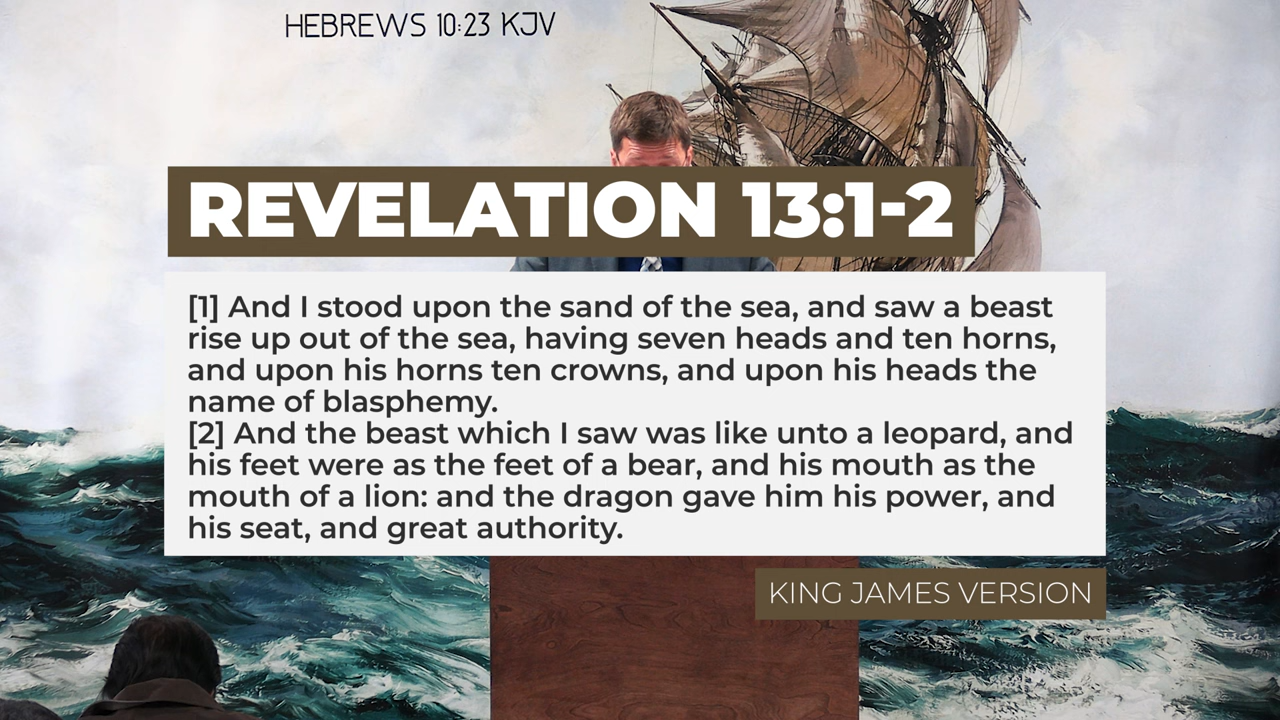 HEBREWS 10:23 KJV
REVELATION 13:1-2
[1] And I stood upon the sand of the sea, and saw a beast
rise up out of the sea, having seven heads and ten horns,
and upon his horns ten crowns, and upon his heads the
name of blasphemy.
[2] And the beast which I saw was like unto a leopard, and
his feet were as the feet of a bear, and his mouth as the
mouth of a lion: and the dragon gave him his power, and
his seat, and great authority.
KING JAMES VERSION